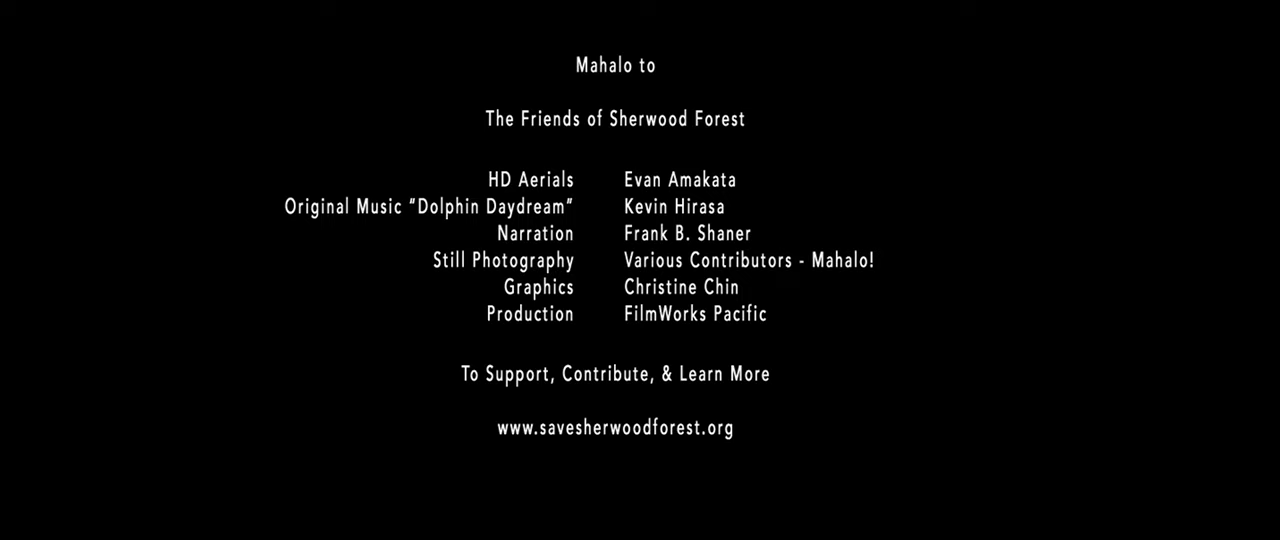 Mahalo to
The Friends of Sherwood Forest
HD Aerials Evan Amakata
Original Music “Dolphin Daydream” Kevin Hirasa
Narration Frank B. Shaner
Still Photography Various Contributors - Mahalo!
Graphics Christine Chin
Production FilmWorks Pacific
To Support, Contribute, & Learn More
www.savesherwoodforest.org